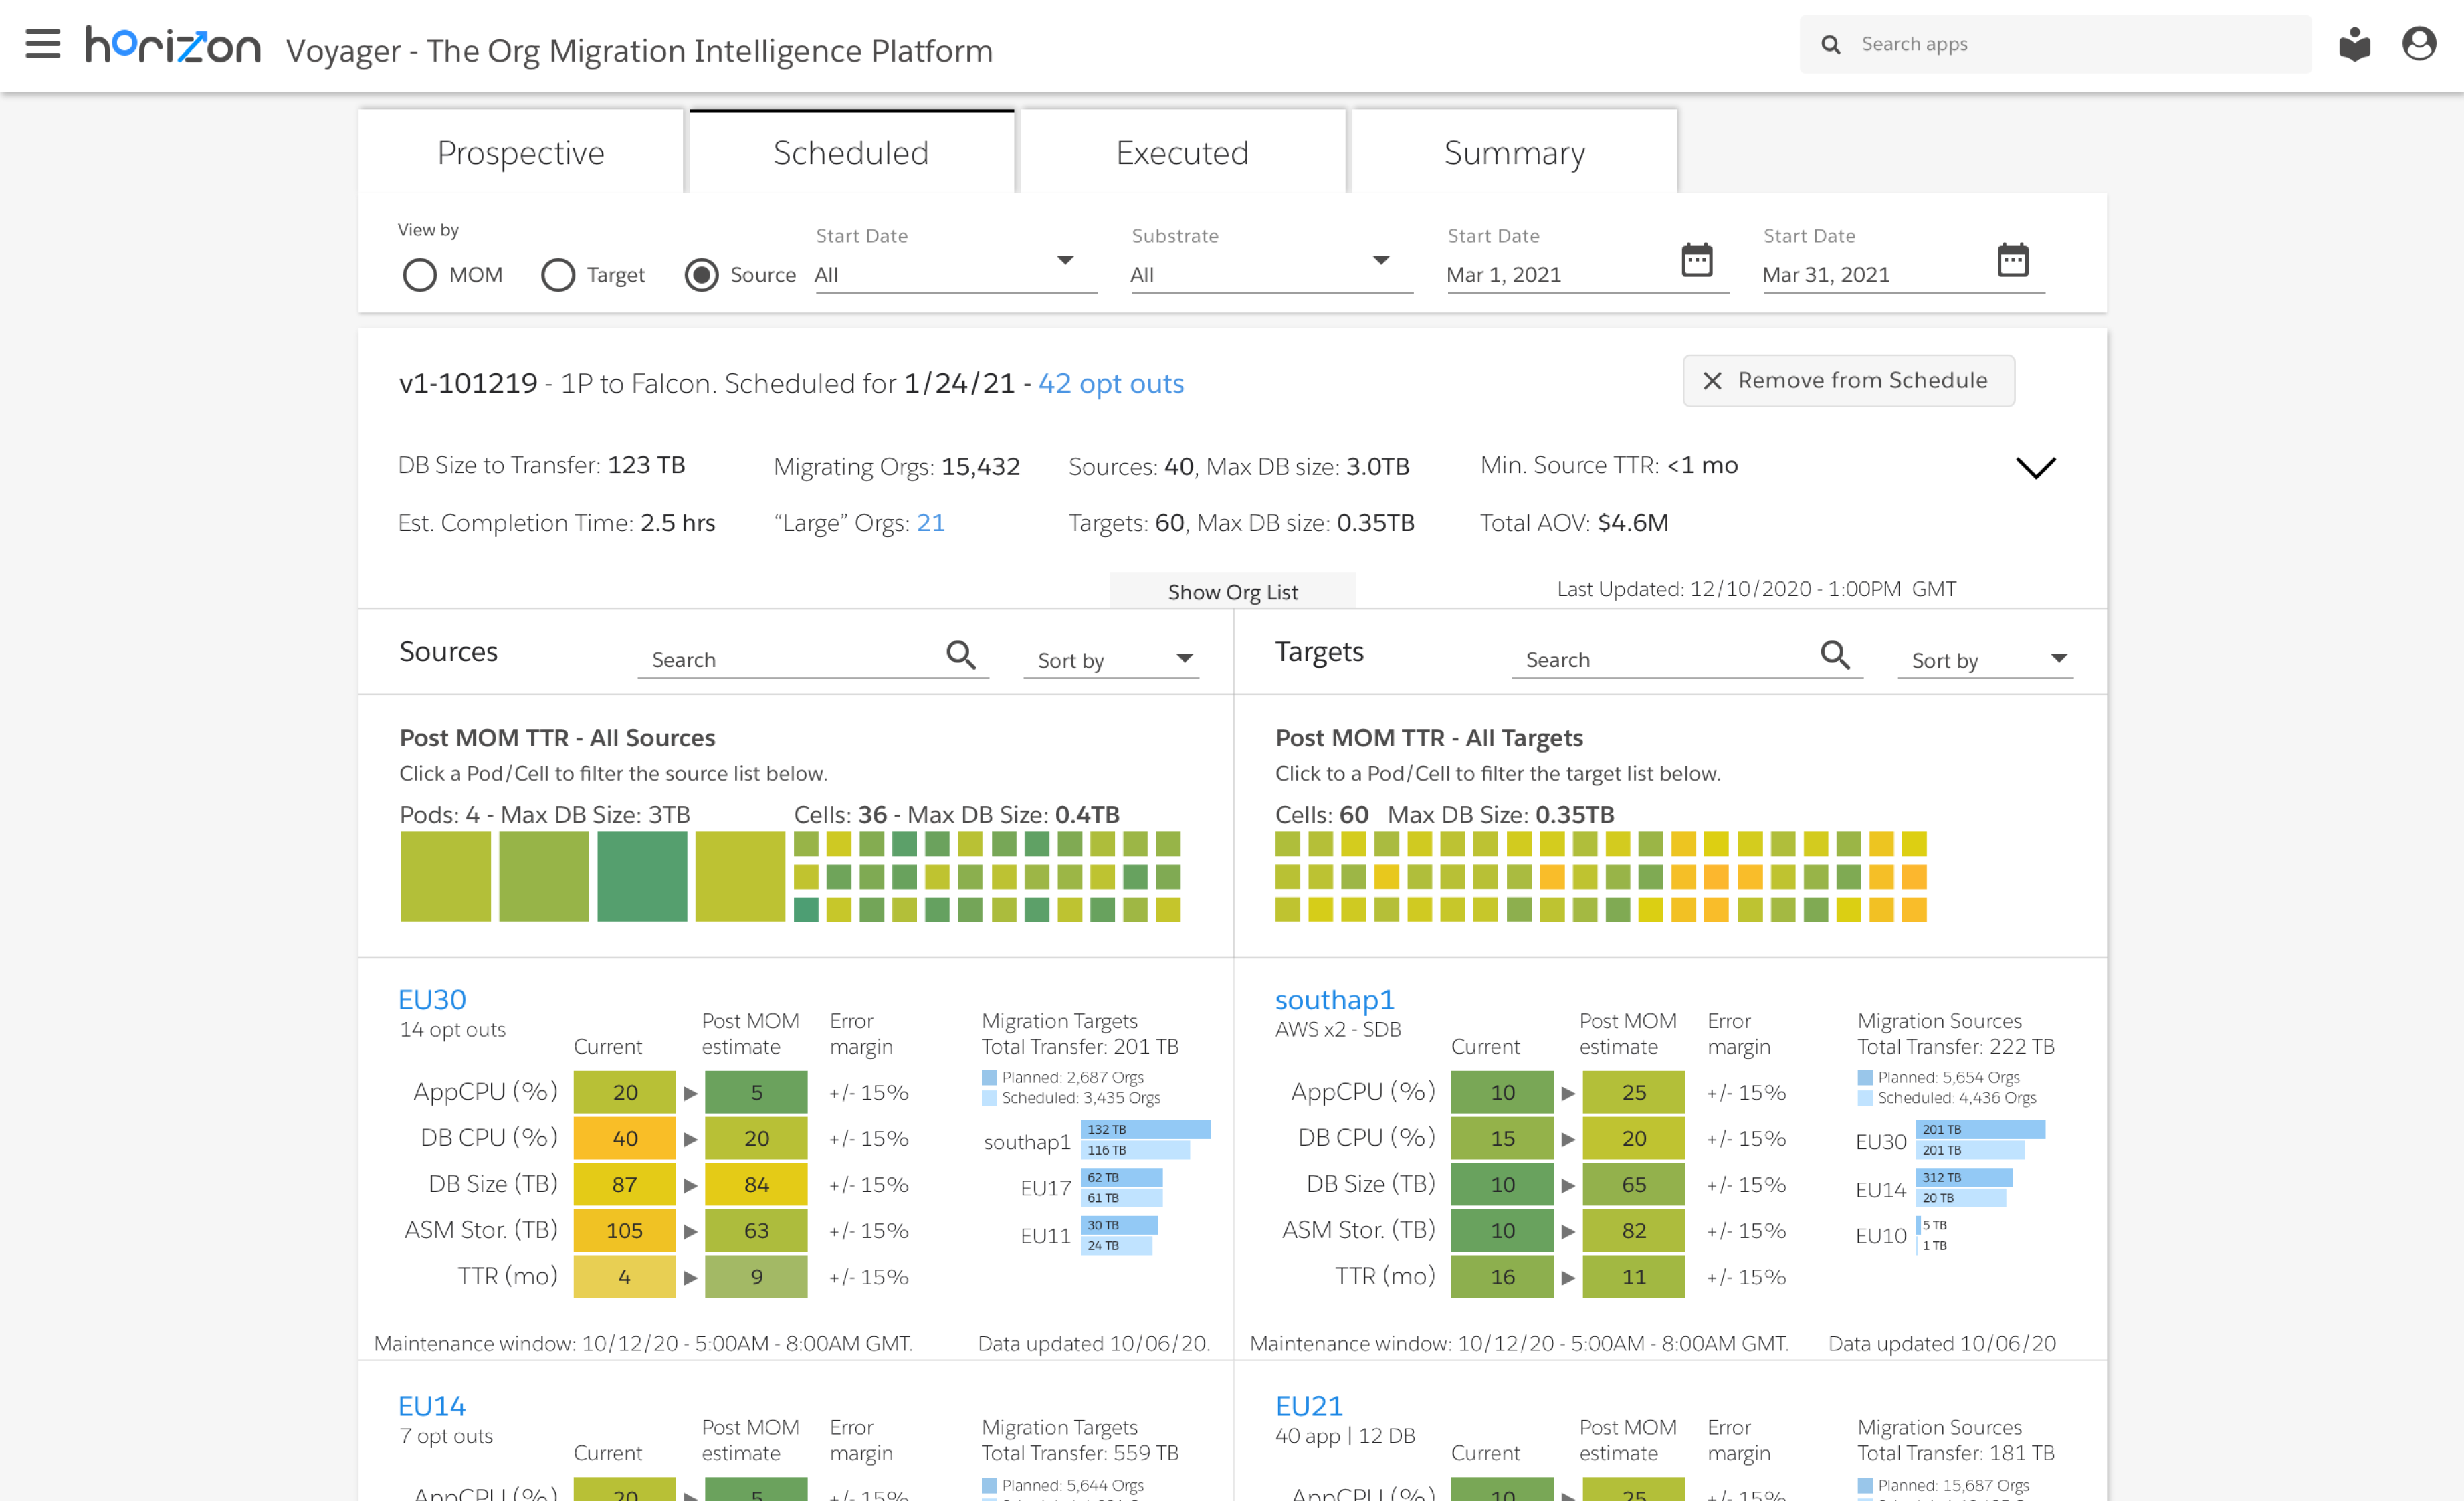 horizon Voyager - The Org Migration Intelligence Platform
Search apps
Prospective
Scheduled
Executed
Summary
View by
MOM
Target
Source
Start Date
All
Substrate
All
Start Date
Mar 1, 2021
Start Date
Mar 31, 2021
v1-101219 - 1P to Falcon. Scheduled for 1/24/21 - 42 opt outs
Remove from Schedule
DB Size to Transfer: 123 TB
Migrating Orgs: 15,432
Sources: 40, Max DB size: 3.0TB
Min. Source TTR: <1 mo
Est. Completion Time: 2.5 hrs
“Large” Orgs: 21
Targets: 60, Max DB size: 0.35TB
Total AOV: $4.6M
Show Org List
Last Updated: 12/10/2020 - 1:00PM GMT
Sources
Search
Sort by
Targets
Search
Sort by
Post MOM TTR - All Sources
Click a Pod/Cell to filter the source list below.
Pods: 4 - Max DB Size: 3TB
Cells: 36 - Max DB Size: 0.4TB
Post MOM TTR - All Targets
Click to a Pod/Cell to filter the target list below.
Cells: 60 Max DB Size: 0.35TB
EU30
14 opt outs
Current
Post MOM
estimate
Error
margin
AppCPU (%) 20 5 +/- 15%
DB CPU (%) 40 20 +/- 15%
DB Size (TB) 87 84 +/- 15%
ASM Stor. (TB) 105 63 +/- 15%
TTR (mo) 4 9 +/- 15%
Migration Targets
Total Transfer: 201 TB
Planned: 2,687 Orgs
Scheduled: 3,435 Orgs
southap1
132 TB
116 TB
EU17
62 TB
61 TB
EU11
30 TB
24 TB
Maintenance window: 10/12/20 - 5:00AM - 8:00AM GMT.
Data updated 10/06/20.
southap1
AWS x2 - SDB
Current
Post MOM
estimate
Error
margin
AppCPU (%) 10 25 +/- 15%
DB CPU (%) 15 20 +/- 15%
DB Size (TB) 10 65 +/- 15%
ASM Stor. (TB) 10 82 +/- 15%
TTR (mo) 16 11 +/- 15%
Migration Sources
Total Transfer: 222 TB
Planned: 5,654 Orgs
Scheduled: 4,436 Orgs
EU30
201 TB
201 TB
EU14
312 TB
20 TB
EU10
5 TB
1 TB
Maintenance window: 10/12/20 - 5:00AM - 8:00AM GMT.
Data updated 10/06/20
EU14
7 opt outs
Current
Post MOM
estimate
Error
margin
AppCPU (%) 20 5 +/- 15%
Migration Targets
Total Transfer: 559 TB
Planned: 5,644 Orgs
EU21
40 app | 12 DB
Current
Post MOM
estimate
Error
margin
AppCPU (%) 10 25 +/- 15%
Migration Sources
Total Transfer: 181 TB
Planned: 15,687 Orgs